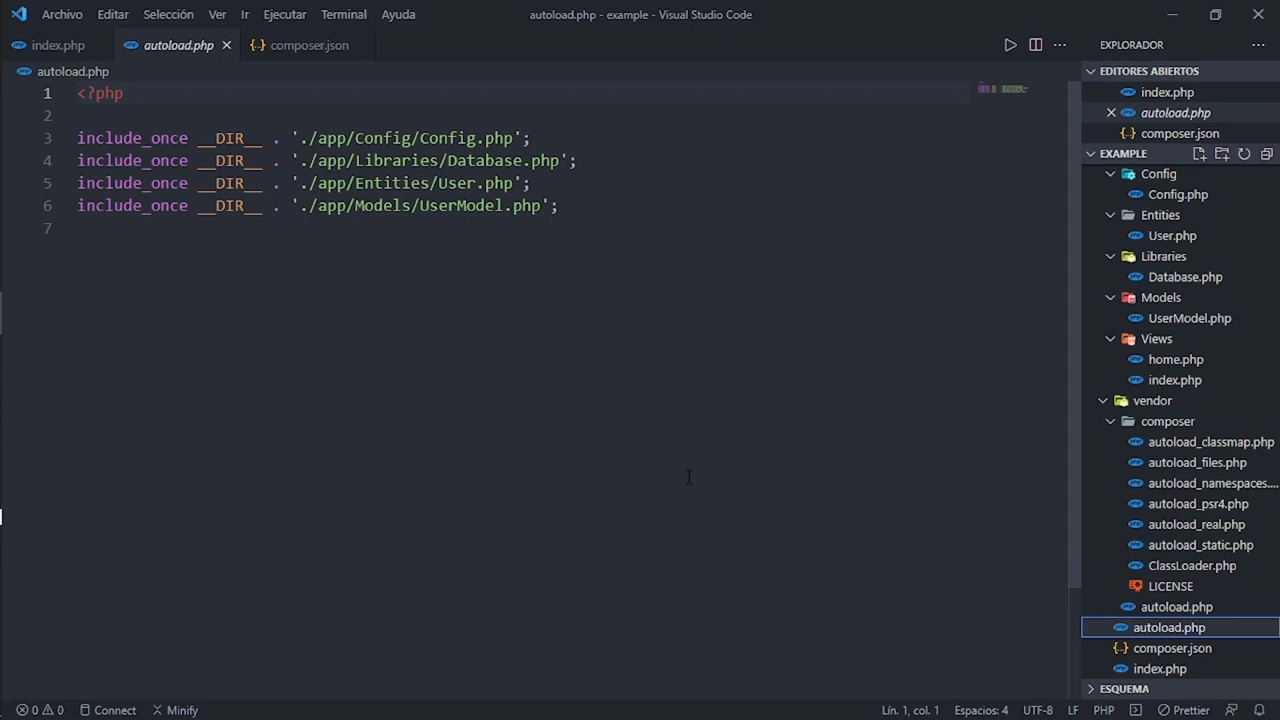 Archivo Editar Selección Ver Ir Ejecutar Terminal Ayuda autoload.php - example - Visual Studio Code
index.php autoload.php composer.json
autoload.php
1 <?php
2
3 include_once __DIR__ . './app/Config/Config.php';
4 include_once __DIR__ . './app/Libraries/Database.php';
5 include_once __DIR__ . './app/Entities/User.php';
6 include_once __DIR__ . './app/Models/UserModel.php';
7
EXPLORADOR
EDITORES ABIERTOS
index.php
autoload.php
composer.json
EXAMPLE
Config
Config.php
Entities
User.php
Libraries
Database.php
Models
UserModel.php
Views
home.php
index.php
vendor
composer
autoload_classmap.php
autoload_files.php
autoload_namespaces....
autoload_psr4.php
autoload_real.php
autoload_static.php
ClassLoader.php
LICENSE
autoload.php
autoload.php
composer.json
index.php
ESQUEMA
0 0 Connect Minify Lín. 1, col. 1 Espacios: 4 UTF-8 LF PHP Prettier